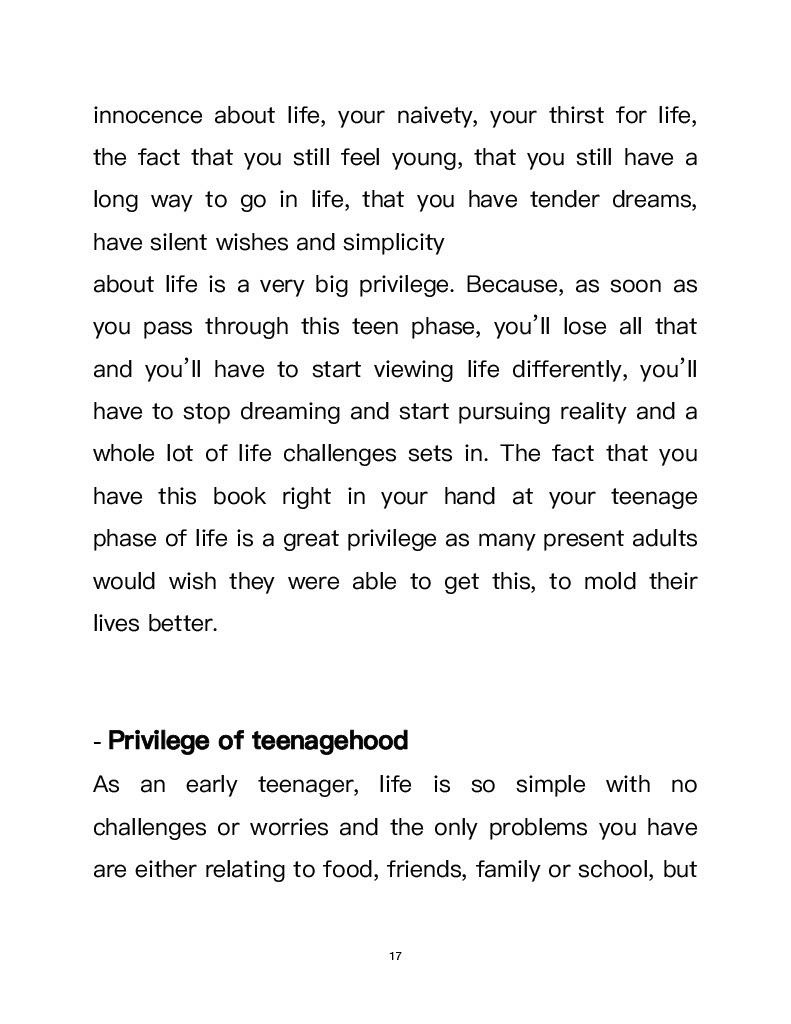 innocence about life, your naivety, your thirst for life,
the fact that you still feel young, that you still have a
long way to go in life, that you have tender dreams,
have silent wishes and simplicity
about life is a very big privilege. Because, as soon as
you pass through this teen phase, you’ll lose all that
and you’ll have to start viewing life differently, you’ll
have to stop dreaming and start pursuing reality and a
whole lot of life challenges sets in. The fact that you
have this book right in your hand at your teenage
phase of life is a great privilege as many present adults
would wish they were able to get this, to mold their
lives better.
- Privilege of teenagehood
As an early teenager, life is so simple with no
challenges or worries and the only problems you have
are either relating to food, friends, family or school, but
17